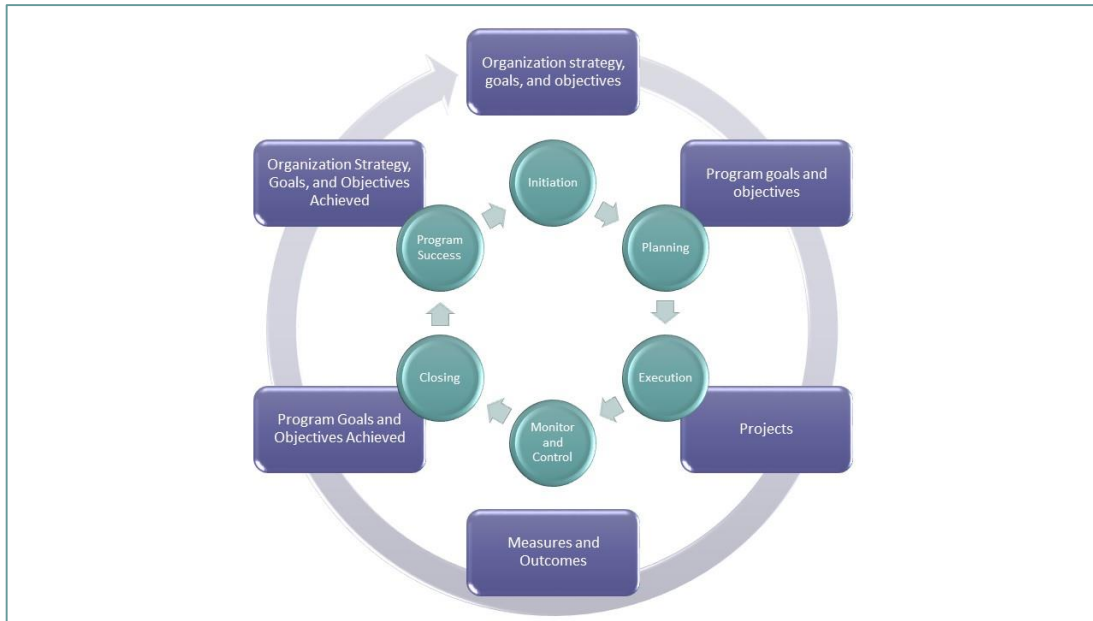 Organization strategy,
goals, and objectives
Organization Strategy,
Goals, and Objectives
Achieved
Initiation
Program goals and
objectives
Program
Success
Planning
Closing
Execution
Program Goals and
Objectives Achieved
Monitor
and
Control
Projects
Measures and
Outcomes